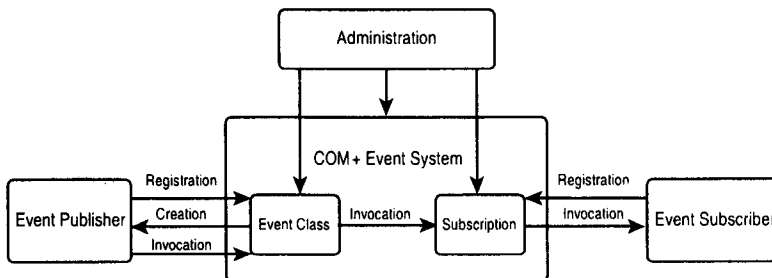 Administration
COM+ Event System
Registration
Registration
Event Publisher
Creation
Event Class
Invocation
Subscription
Invocation
Event Subscriber
Invocation